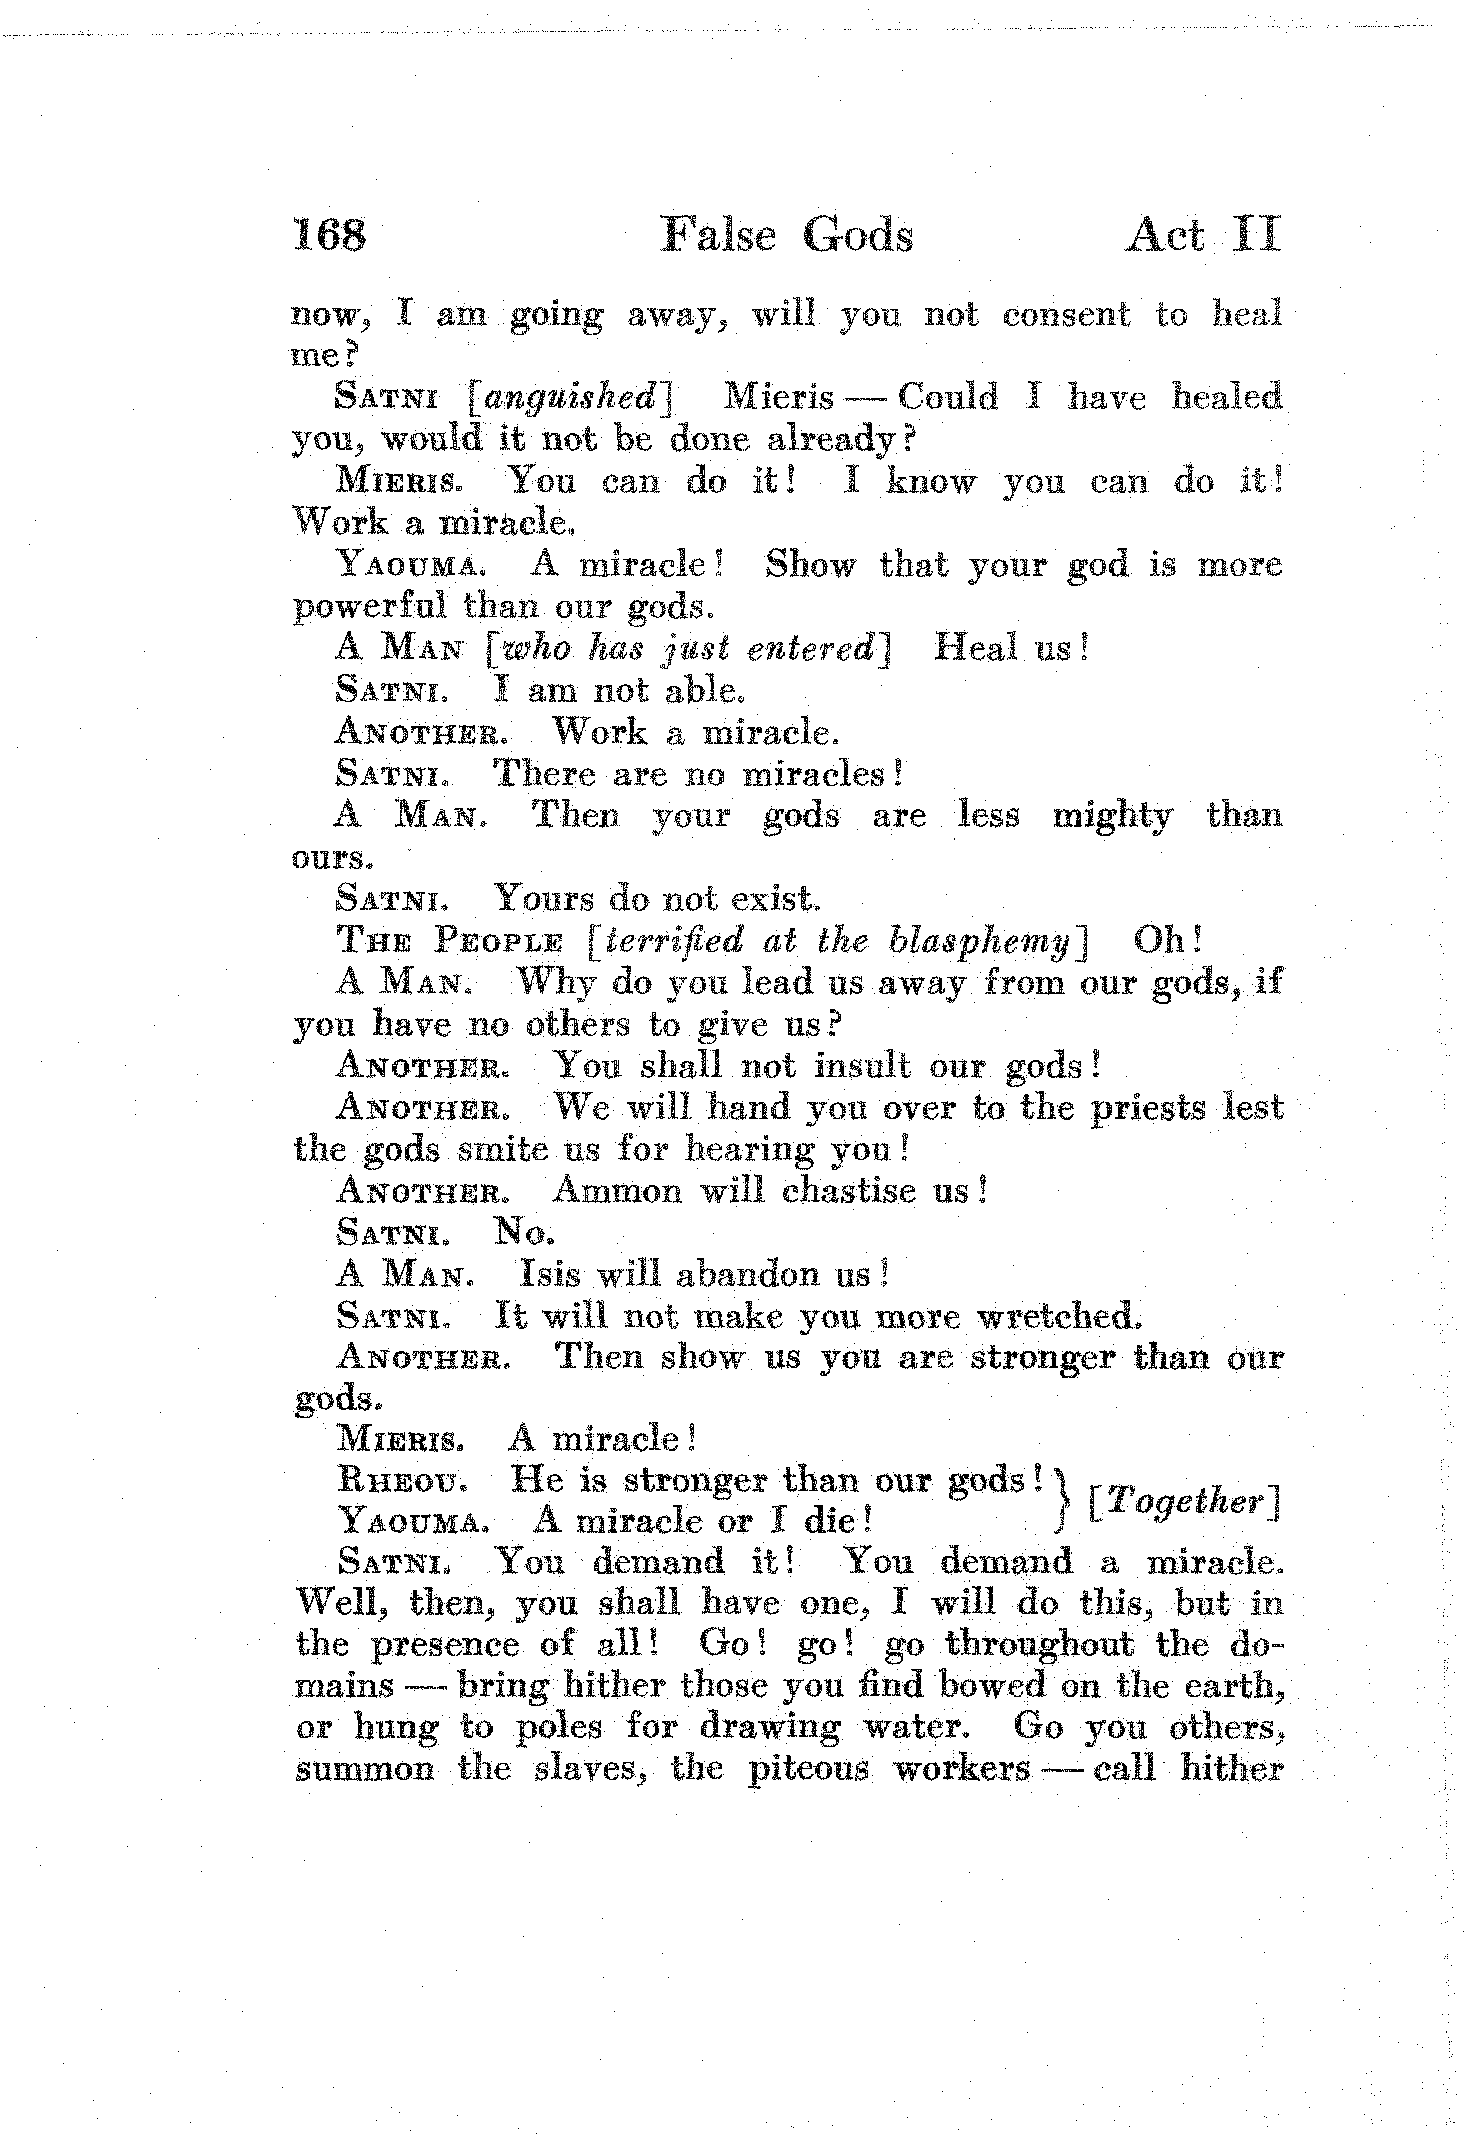 168 False Gods Act II
now, I am going away, will you not consent to heal
me?
SATNI [anguished] Mieris — Could I have healed
you, would it not be done already?
MIERIS. You can do it! I know you can do it!
Work a miracle.
YAOUMA. A miracle! Show that your god is more
powerful than our gods.
A MAN [who has just entered] Heal us!
SATNI. I am not able.
ANOTHER. Work a miracle.
SATNI. There are no miracles!
A MAN. Then your gods are less mighty than
ours.
SATNI. Yours do not exist.
THE PEOPLE [terrified at the blasphemy] Oh!
A MAN. Why do you lead us away from our gods, if
you have no others to give us?
ANOTHER. You shall not insult our gods!
ANOTHER. We will hand you over to the priests lest
the gods smite us for hearing you!
ANOTHER. Ammon will chastise us!
SATNI. No.
A MAN. Isis will abandon us!
SATNI. It will not make you more wretched.
ANOTHER. Then show us you are stronger than our
gods.
MIERIS. A miracle!
RHEOU. He is stronger than our gods! } [Together]
YAOUMA. A miracle or I die!
SATNI. You demand it! You demand a miracle.
Well, then, you shall have one, I will do this, but in
the presence of all! Go! go! go throughout the do-
mains — bring hither those you find bowed on the earth,
or hung to poles for drawing water. Go you others,
summon the slaves, the piteous workers — call hither